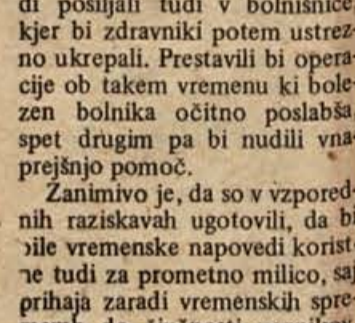 di pošiljali tudi v bolnišnice
kjer bi zdravniki potem ustrez-
no ukrepali. Prestavili bi opera-
cije ob takem vremenu ki bole-
zen bolnika očitno poslabša
spet drugim pa bi nudili vna-
prejšnjo pomoč.
Zanimivo je, da so v vzpored-
nih raziskavah ugotovili, da bi
bile vremenske napovedi korist-
ne tudi za prometno milico, saj
prihaja zaradi vremenskih spre-